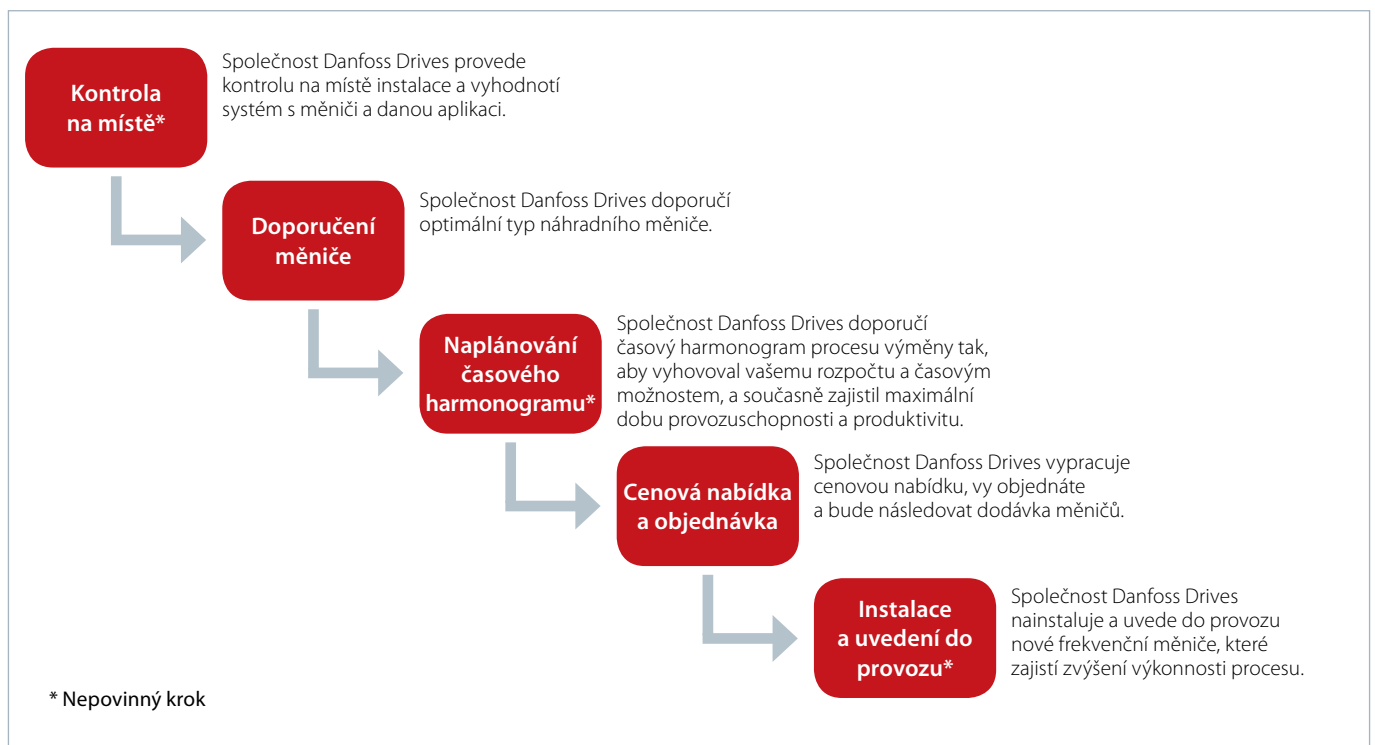 Kontrola
na místě*
Společnost Danfoss Drives provede
kontrolu na místě instalace a vyhodnotí
systém s měniči a danou aplikaci.
Doporučení
měniče
Společnost Danfoss Drives doporučí
optimální typ náhradního měniče.
Naplánování
časového
harmonogramu*
Společnost Danfoss Drives doporučí
časový harmonogram procesu výměny tak,
aby vyhovoval vašemu rozpočtu a časovým
možnostem, a současně zajistil maximální
dobu provozuschopnosti a produktivitu.
Cenová nabídka
a objednávka
Společnost Danfoss Drives vypracuje
cenovou nabídku, vy objednáte
a bude následovat dodávka měničů.
Instalace
a uvedení do
provozu*
Společnost Danfoss Drives
nainstaluje a uvede do provozu
nové frekvenční měniče, které
zajistí zvýšení výkonnosti procesu.
* Nepovinný krok